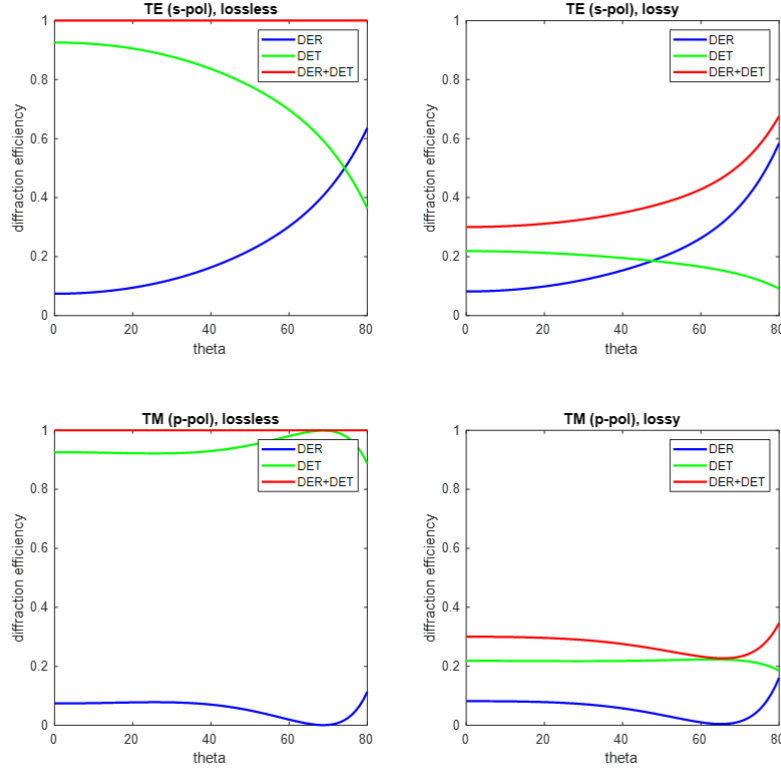 TE (s-pol), lossless
1
0.8
0.6
0.4
0.2
0
diffraction efficiency
DER
DET
DER+DET
0
20
40
60
80
theta
TE (s-pol), lossy
1
0.8
0.6
0.4
0.2
0
diffraction efficiency
DER
DET
DER+DET
0
20
40
60
80
theta
TM (p-pol), lossless
1
0.8
0.6
0.4
0.2
0
diffraction efficiency
DER
DET
DER+DET
0
20
40
60
80
theta
TM (p-pol), lossy
1
0.8
0.6
0.4
0.2
0
diffraction efficiency
DER
DET
DER+DET
0
20
40
60
80
theta